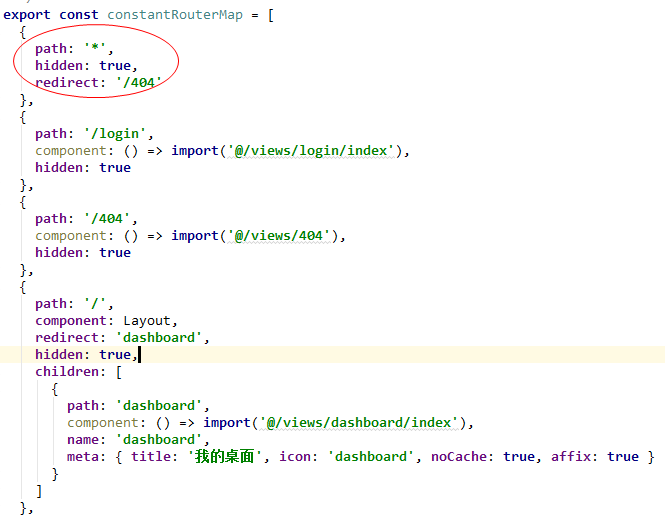 export const constantRouterMap = [
{
path: '*',
hidden: true,
redirect: '/404'
},
{
path: '/login',
component: () => import('@/views/login/index'),
hidden: true
},
{
path: '/404',
component: () => import('@/views/404'),
hidden: true
},
{
path: '/',
component: Layout,
redirect: 'dashboard',
hidden: true,
children: [
{
path: 'dashboard',
component: () => import('@/views/dashboard/index'),
name: 'dashboard',
meta: { title: '我的桌面', icon: 'dashboard', noCache: true, affix: true }
}
]
},